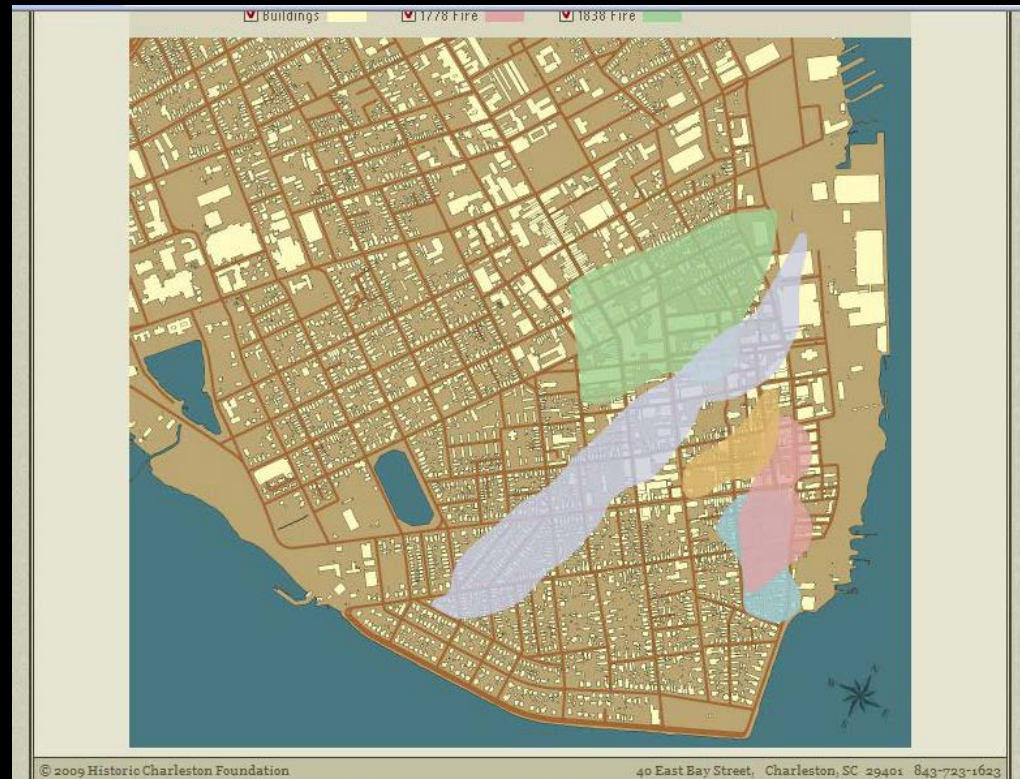 Buildings 1778 Fire 1838 Fire
N
E
S
© 2009 Historic Charleston Foundation 40 East Bay Street, Charleston, SC 29401 843-723-1623